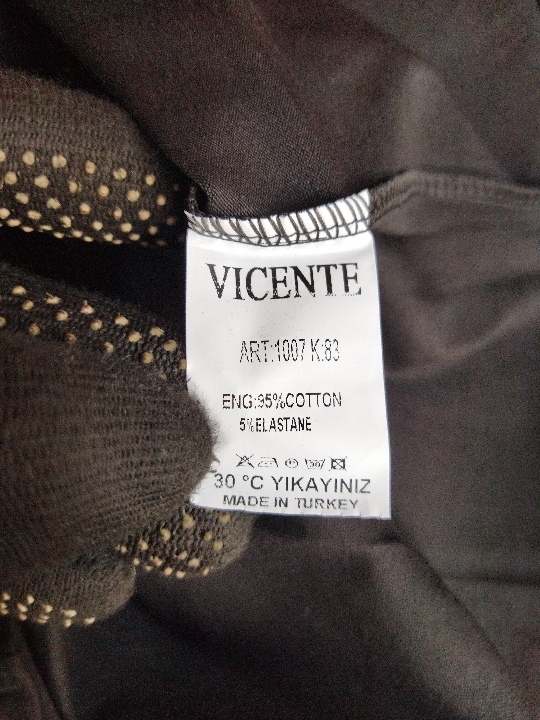 VICENTE
ART:1007 K:83
ENG:95%COTTON
5%ELASTANE
30 °C YIKAYINIZ
MADE IN TURKEY